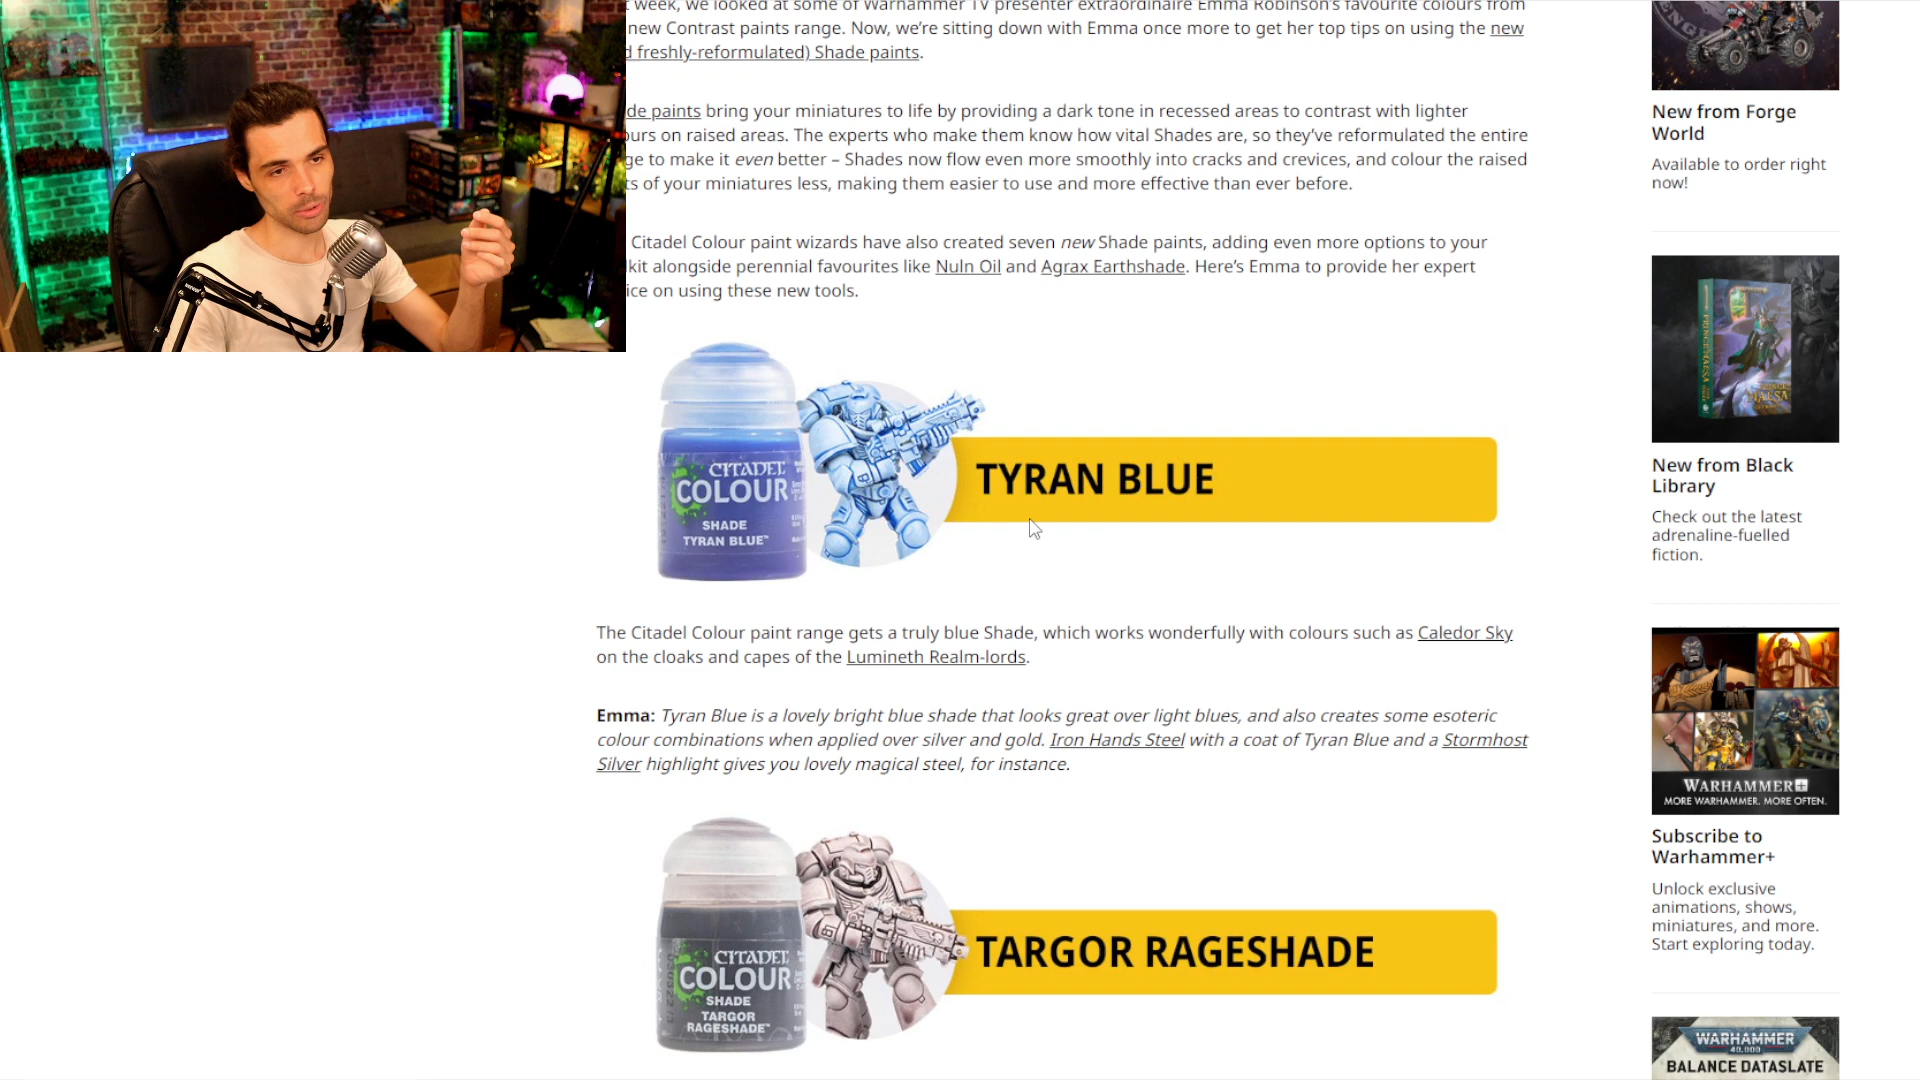 week, we looked at some of Warhammer TV presenter extraordinaire Emma Robinson's favourite colours from
new Contrast paints range. Now, we're sitting down with Emma once more to get her top tips on using the new
freshly-reformulated) Shade paints.
paints bring your miniatures to life by providing a dark tone in recessed areas to contrast with lighter
on raised areas. The experts who make them know how vital Shades are, so they've reformulated the entire
to make it even better – Shades now flow even more smoothly into cracks and crevices, and colour the raised
of your miniatures less, making them easier to use and more effective than ever before.
Citadel Colour paint wizards have also created seven new Shade paints, adding even more options to your
alongside perennial favourites like Nuln Oil and Agrax Earthshade. Here's Emma to provide her expert
on using these new tools.
CITADEL
COLOUR
SHADE
TYRAN BLUE™
TYRAN BLUE
The Citadel Colour paint range gets a truly blue Shade, which works wonderfully with colours such as Caledor Sky
on the cloaks and capes of the Lumineth Realm-lords.
Emma: Tyran Blue is a lovely bright blue shade that looks great over light blues, and also creates some esoteric
colour combinations when applied over silver and gold. Iron Hands Steel with a coat of Tyran Blue and a Stormhost
Silver highlight gives you lovely magical steel, for instance.
CITADEL
COLOUR
SHADE
TARGOR
RAGESHADE™
TARGOR RAGESHADE
New from Forge
World
Available to order right
now!
New from Black
Library
Check out the latest
adrenaline-fuelled
fiction.
WARHAMMER+
MORE WARHAMMER. MORE OFTEN.
Subscribe to
Warhammer+
Unlock exclusive
animations, shows,
miniatures, and more.
Start exploring today.
WARHAMMER
40,000
BALANCE DATASLATE